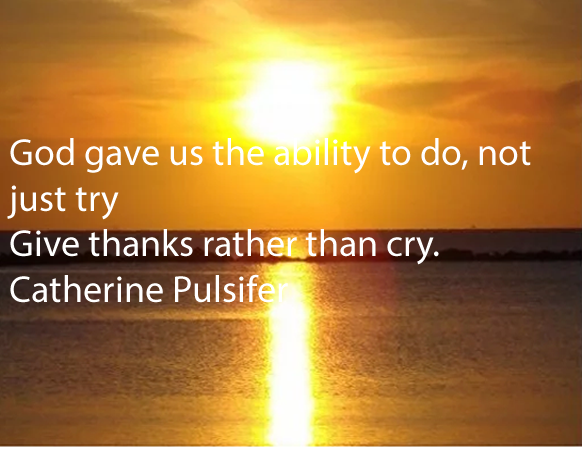 God gave us the ability to do, not
just try
Give thanks rather than cry.
Catherine Pulsifer